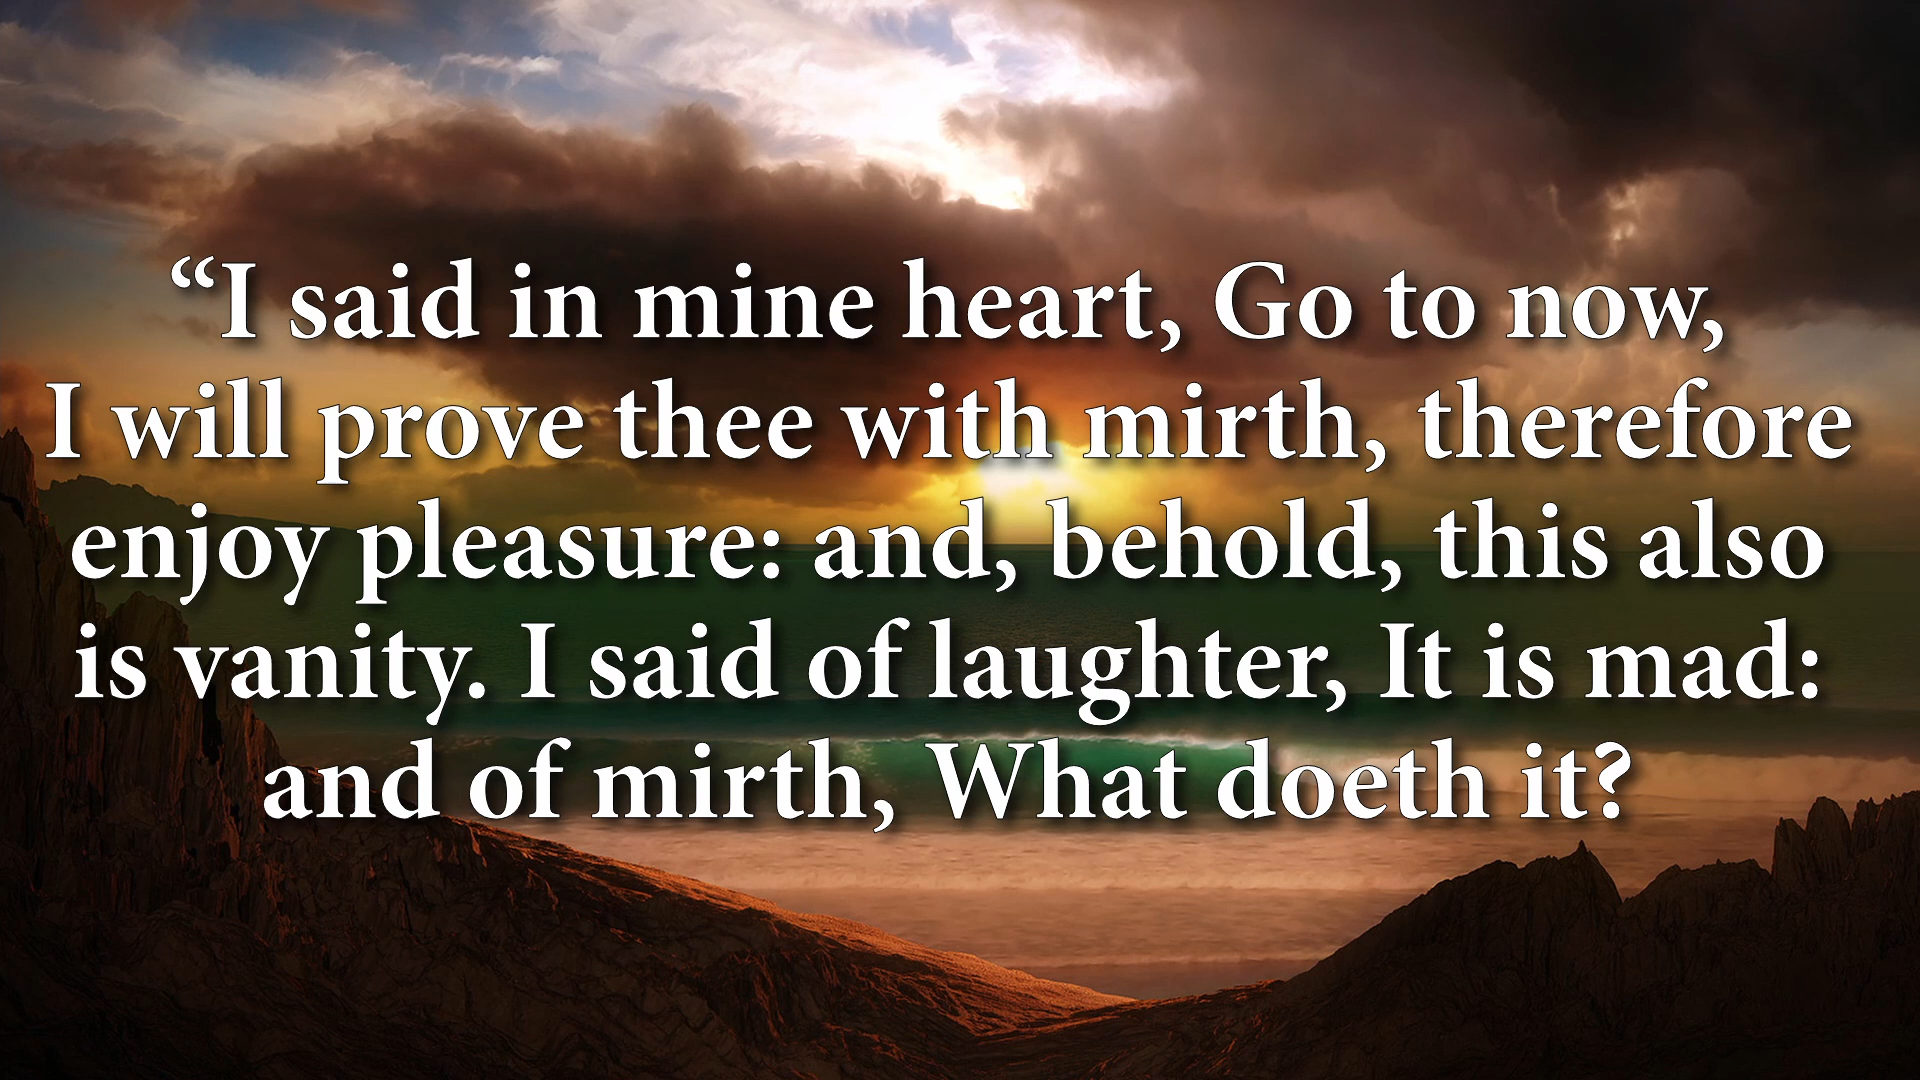 “I said in mine heart, Go to now,
I will prove thee with mirth, therefore
enjoy pleasure: and, behold, this also
is vanity. I said of laughter, It is mad:
and of mirth, What doeth it?